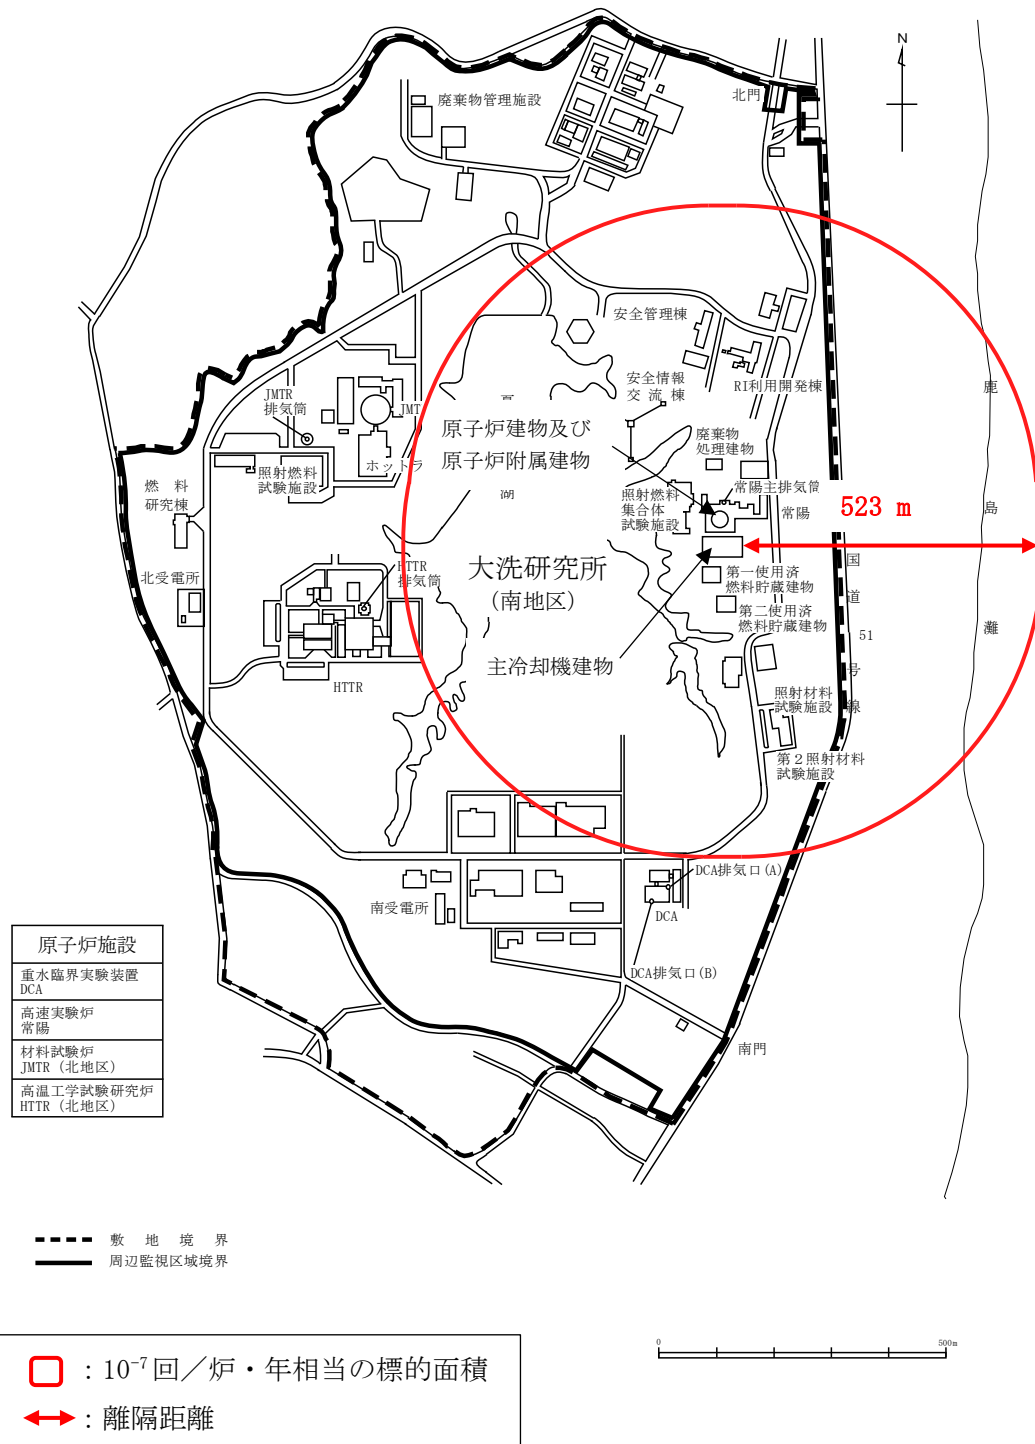 N
北門
廃棄物管理施設
安全管理棟
RI利用開発棟
安全情報
交流棟
鹿
島
灘
JMTR
排気筒
JMT
原子炉建物及び
原子炉附属建物
廃棄物
処理建物
ホットラ
照射燃料
試験施設
湖
燃料
研究棟
照射燃料
集合体
試験施設
常陽主排気筒
常陽
523 m
国
道
51
号
線
大洗研究所
(南地区)
HTTR
排気筒
北受電所
第一使用済
燃料貯蔵建物
第二使用済
燃料貯蔵建物
主冷却機建物
HTTR
照射材料
試験施設
第2照射材料
試験施設
DCA排気口(A)
南受電所
DCA
DCA排気口(B)
南門
原子炉施設
重水臨界実験装置
DCA
高速実験炉
常陽
材料試験炉
JMTR (北地区)
高温工学試験研究炉
HTTR (北地区)
敷地境界
周辺監視区域境界
0 500m
：10⁻⁷回／炉・年相当の標的面積
：離隔距離